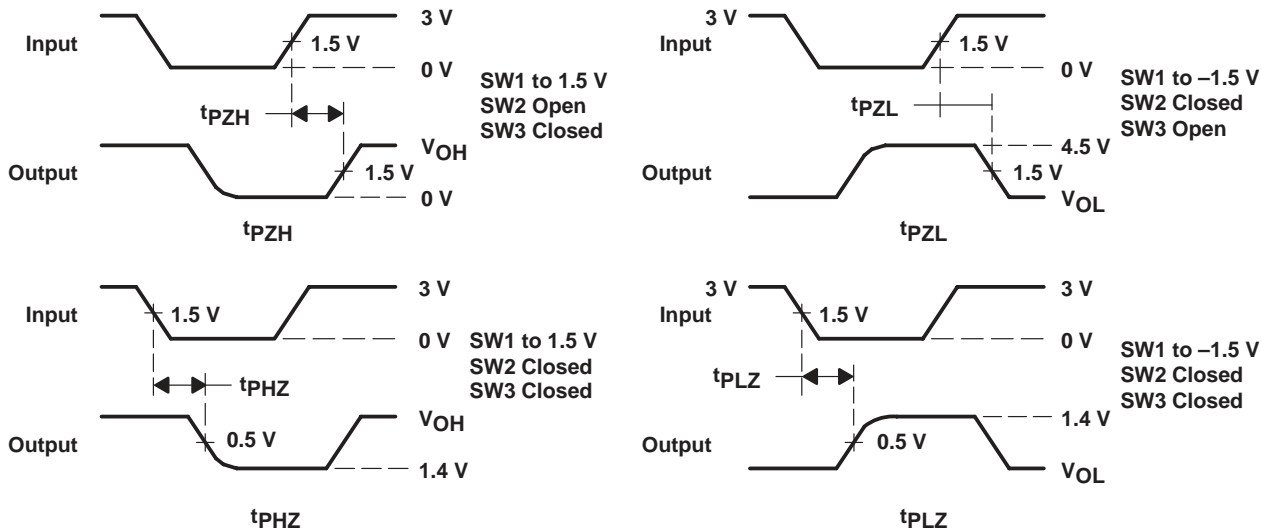 3 V
Input
1.5 V
0 V
SW1 to 1.5 V
SW2 Open
SW3 Closed
tPZH
VOH
Output
1.5 V
0 V
tPZH
3 V
Input
1.5 V
0 V
SW1 to –1.5 V
SW2 Closed
SW3 Open
tPZL
4.5 V
Output
1.5 V
VOL
tPZL
3 V
Input
1.5 V
0 V
SW1 to 1.5 V
SW2 Closed
SW3 Closed
tPHZ
VOH
Output
0.5 V
1.4 V
tPHZ
3 V
Input
1.5 V
0 V
SW1 to –1.5 V
SW2 Closed
SW3 Closed
tPLZ
1.4 V
Output
0.5 V
VOL
tPLZ